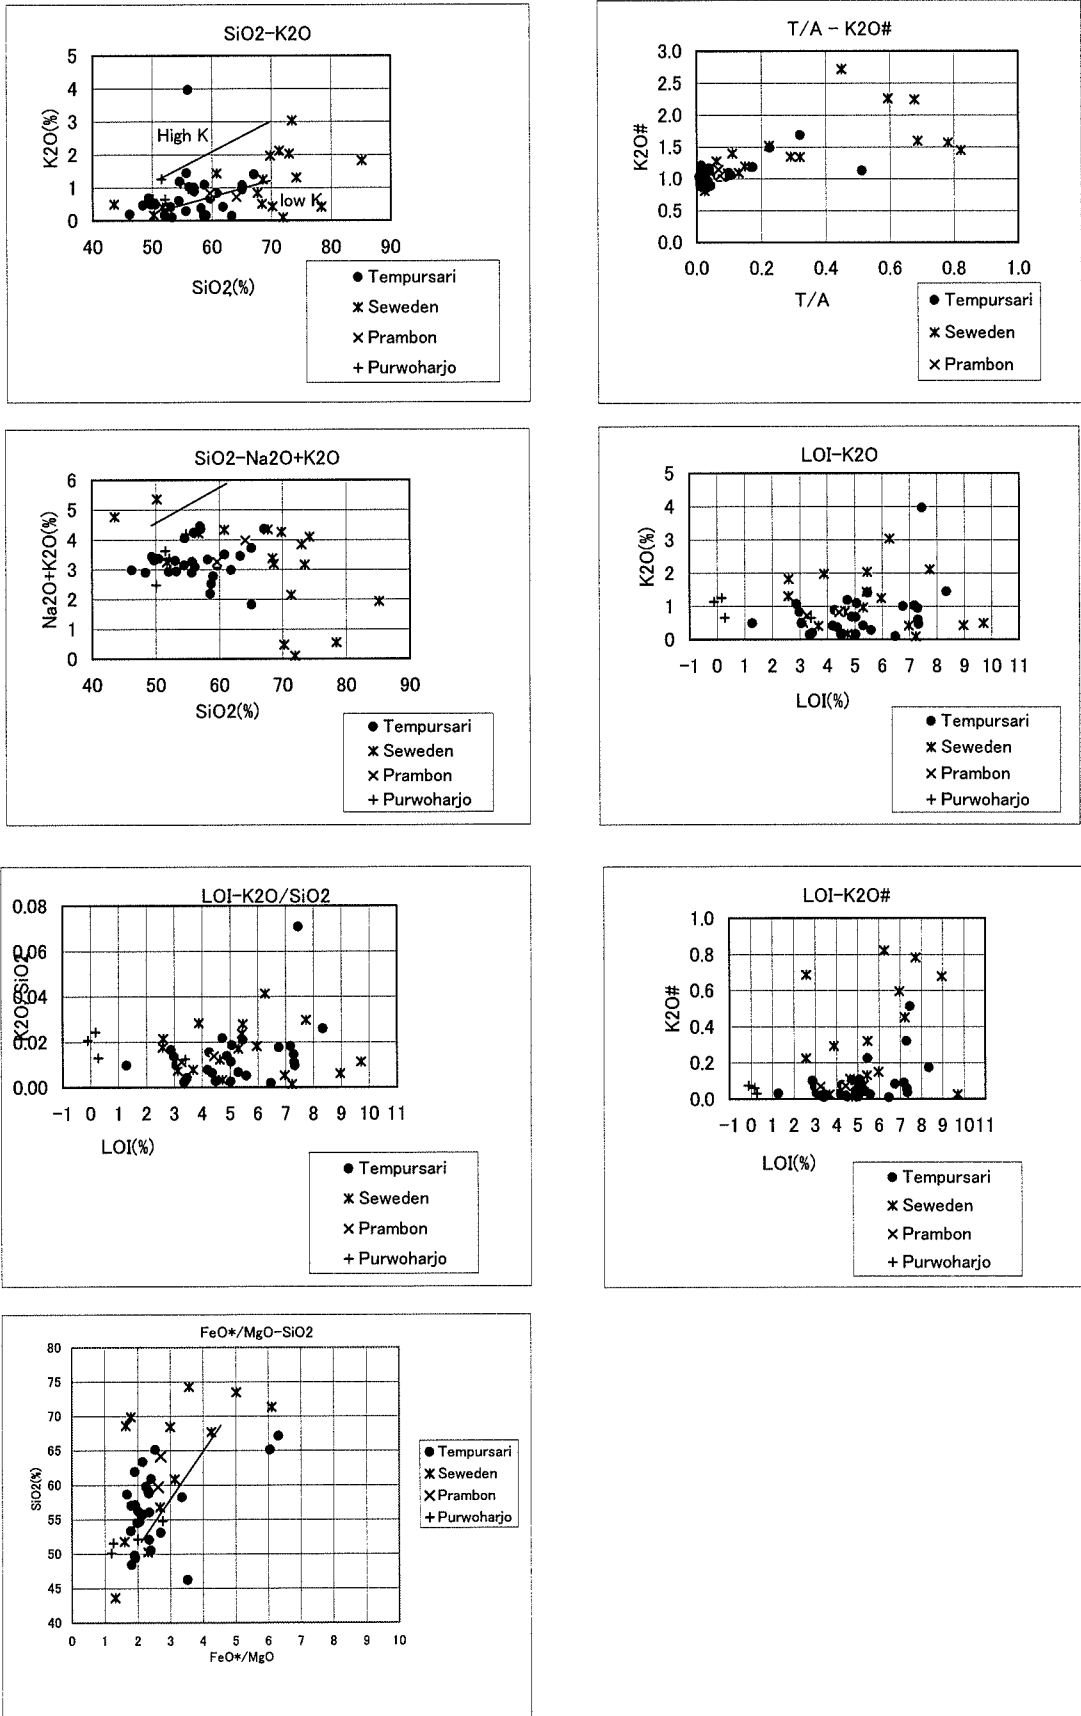 SiO2-K2O
5
4
3
2
1
0
K2O(%)
High K
low K
40 50 60 70 80 90
SiO2(%)
Tempursari
Seweden
Prambon
Purwoharjo
T/A - K2O#
3.0
2.5
2.0
1.5
1.0
0.5
0.0
K2O#
0.0 0.2 0.4 0.6 0.8 1.0
T/A
Tempursari
Seweden
Prambon
SiO2-Na2O+K2O
6
5
4
3
2
1
0
Na2O+K2O(%)
40 50 60 70 80 90
SiO2(%)
Tempursari
Seweden
Prambon
Purwoharjo
LOI-K2O
5
4
3
2
1
0
K2O(%)
-1 0 1 2 3 4 5 6 7 8 9 10 11
LOI(%)
Tempursari
Seweden
Prambon
Purwoharjo
LOI-K2O/SiO2
0.08
0.06
0.04
0.02
0.00
K2O/SiO2
-1 0 1 2 3 4 5 6 7 8 9 10 11
LOI(%)
Tempursari
Seweden
Prambon
Purwoharjo
LOI-K2O#
1.0
0.8
0.6
0.4
0.2
0.0
K2O#
-1 0 1 2 3 4 5 6 7 8 9 10 11
LOI(%)
Tempursari
Seweden
Prambon
Purwoharjo
FeO*/MgO-SiO2
80
75
70
65
60
55
50
45
40
SiO2(%)
0 1 2 3 4 5 6 7 8 9 10
FeO*/MgO
Tempursari
Seweden
Prambon
Purwoharjo